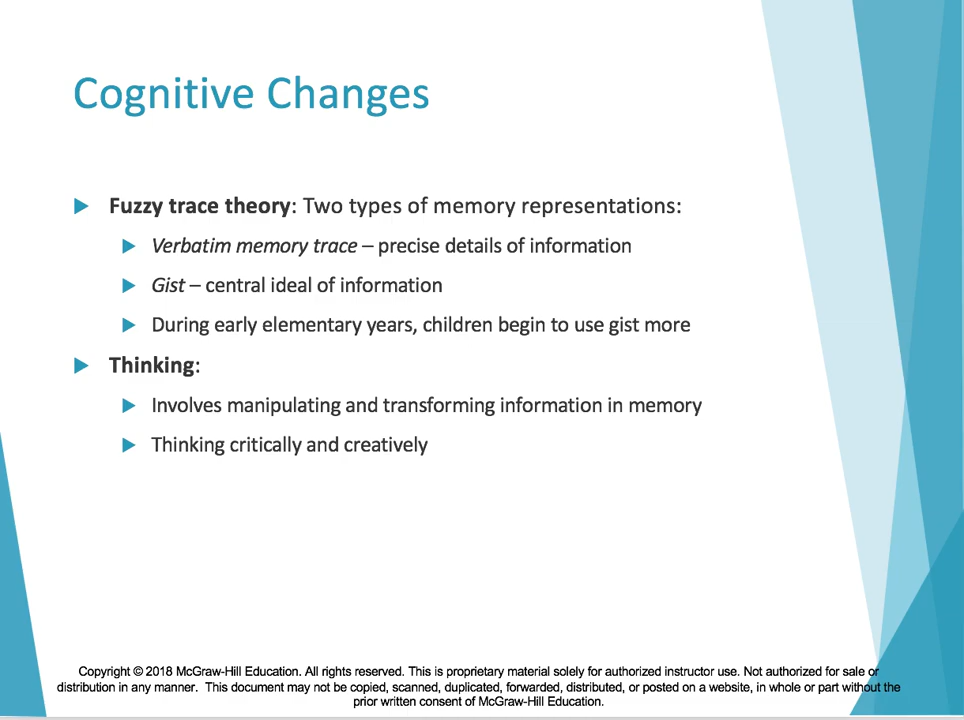 Cognitive Changes
Fuzzy trace theory: Two types of memory representations:
Verbatim memory trace – precise details of information
Gist – central ideal of information
During early elementary years, children begin to use gist more
Thinking:
Involves manipulating and transforming information in memory
Thinking critically and creatively
Copyright © 2018 McGraw-Hill Education. All rights reserved. This is proprietary material solely for authorized instructor use. Not authorized for sale or
distribution in any manner. This document may not be copied, scanned, duplicated, forwarded, distributed, or posted on a website, in whole or part without the
prior written consent of McGraw-Hill Education.